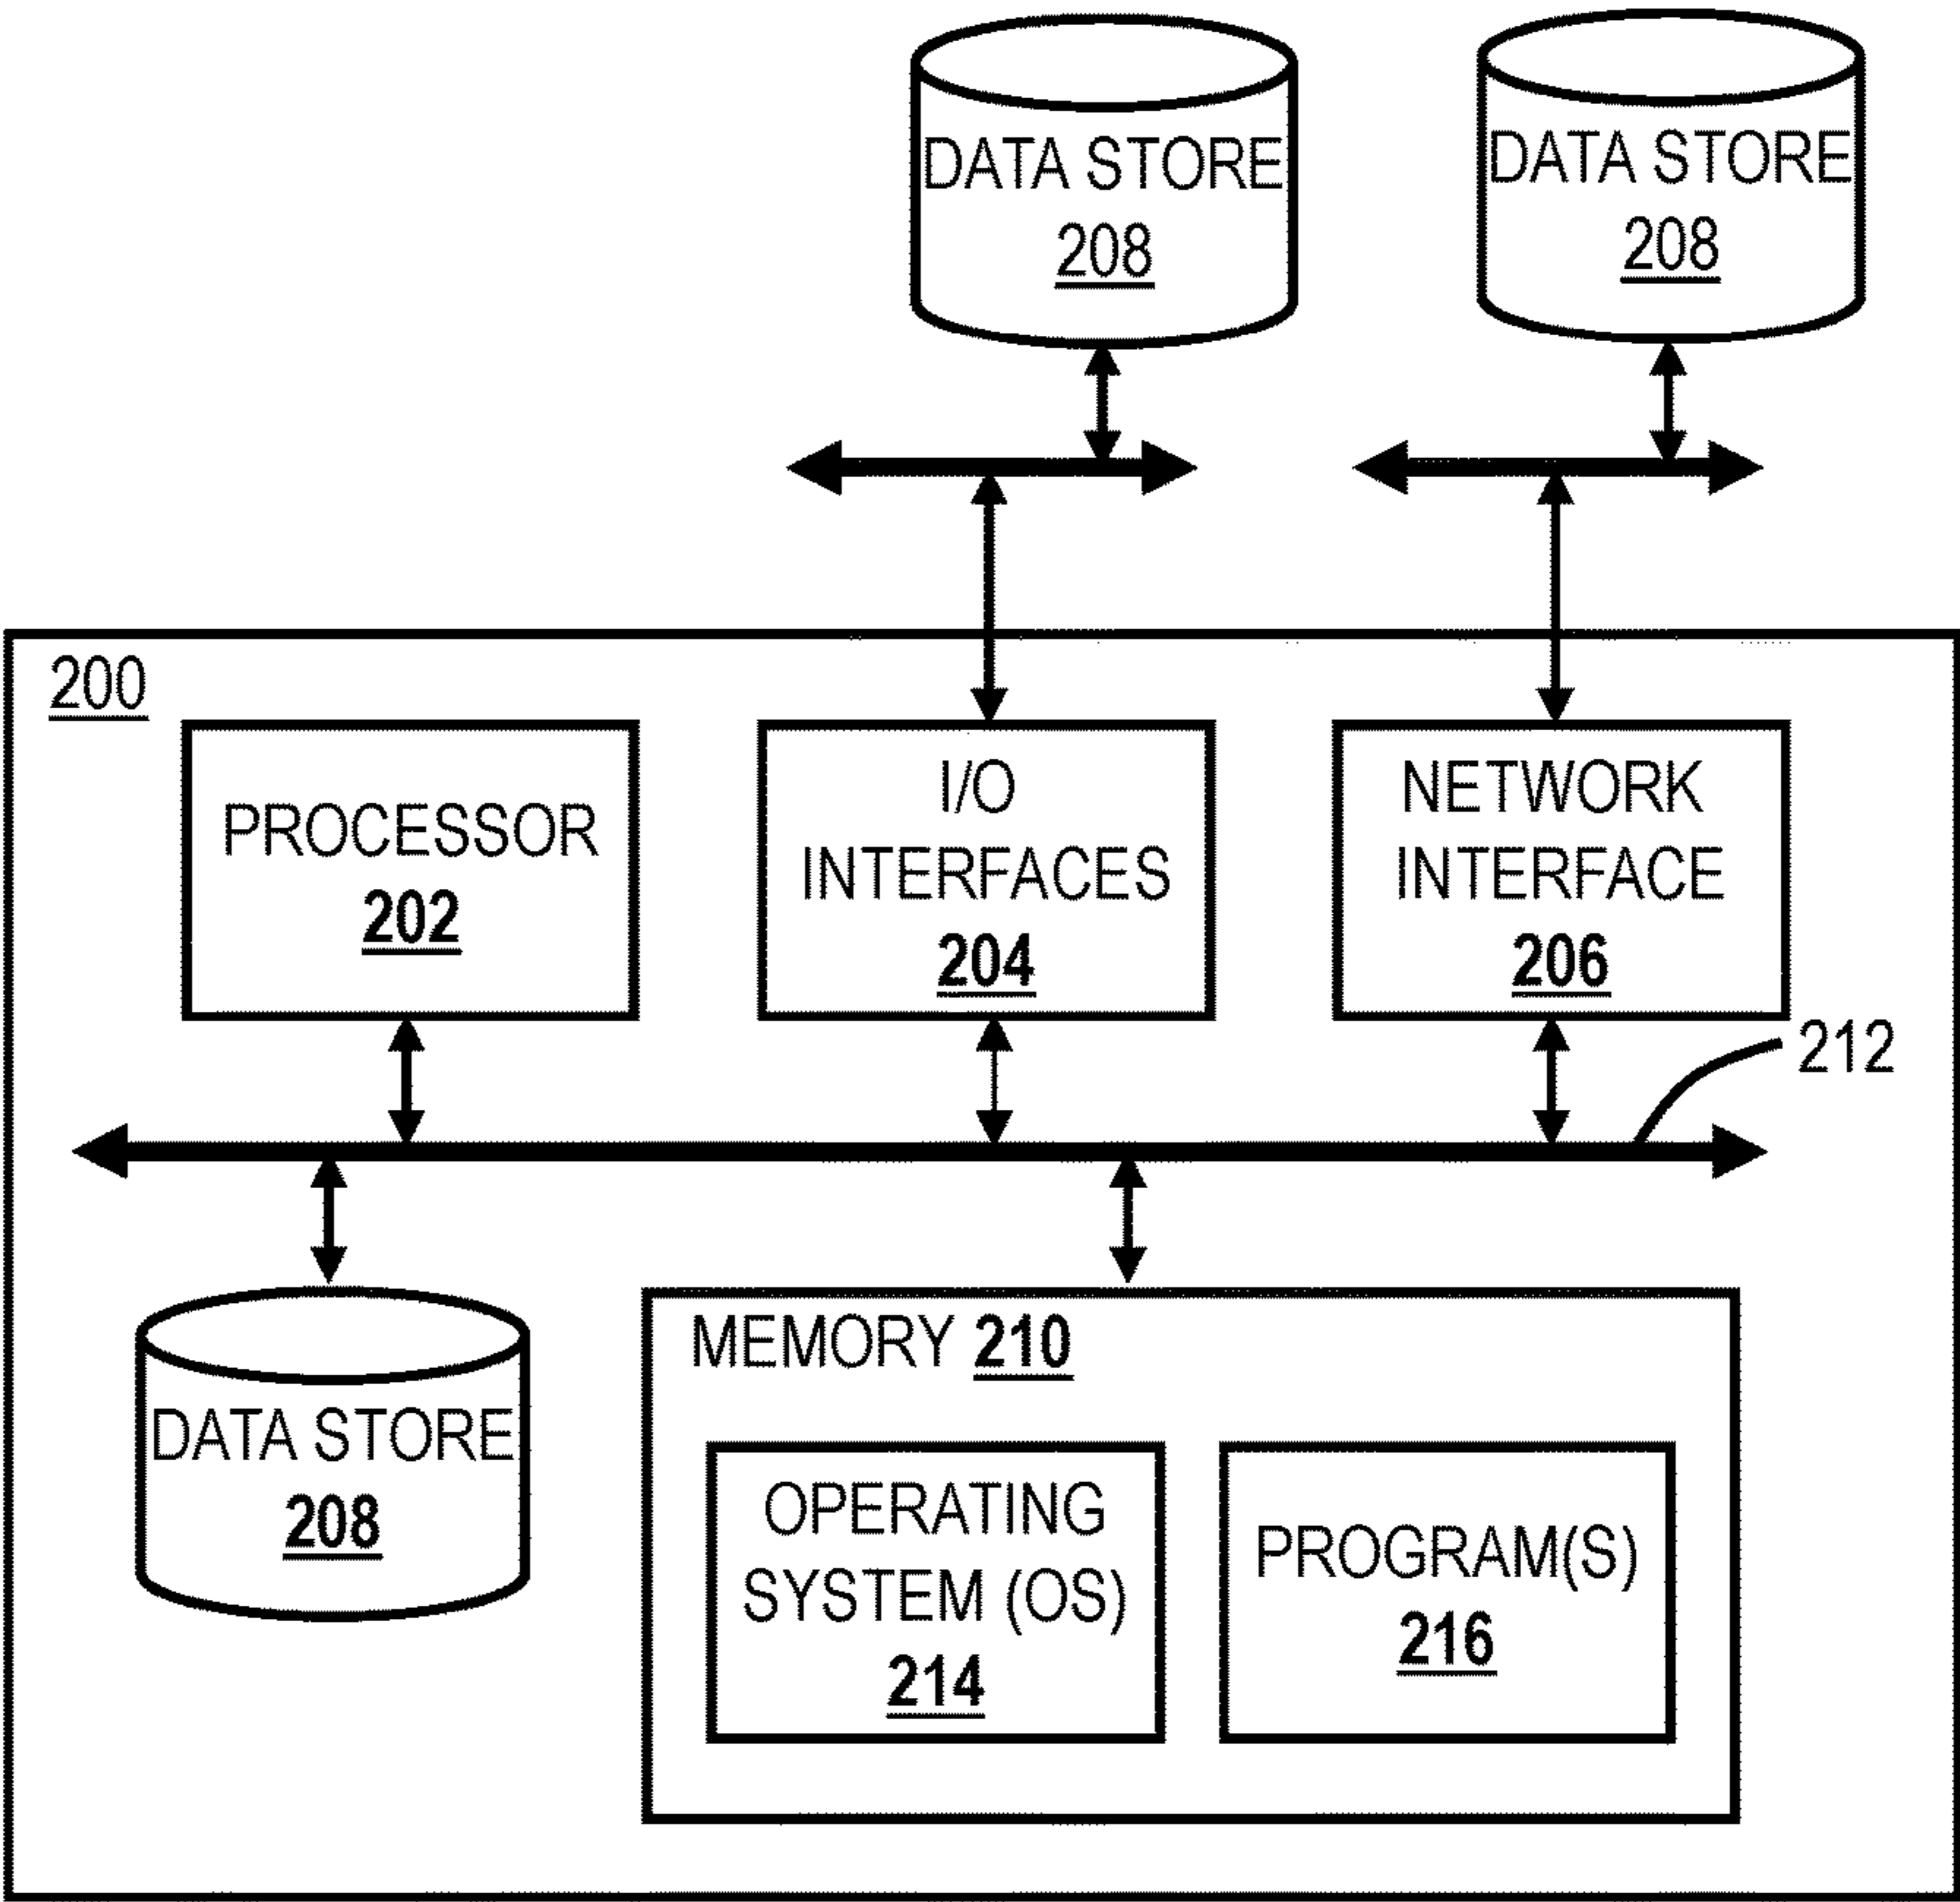 DATA STORE
208
DATA STORE
208
200
PROCESSOR
202
I/O
INTERFACES
204
NETWORK
INTERFACE
206
212
DATA STORE
208
MEMORY 210
OPERATING
SYSTEM (OS)
214
PROGRAM(S)
216